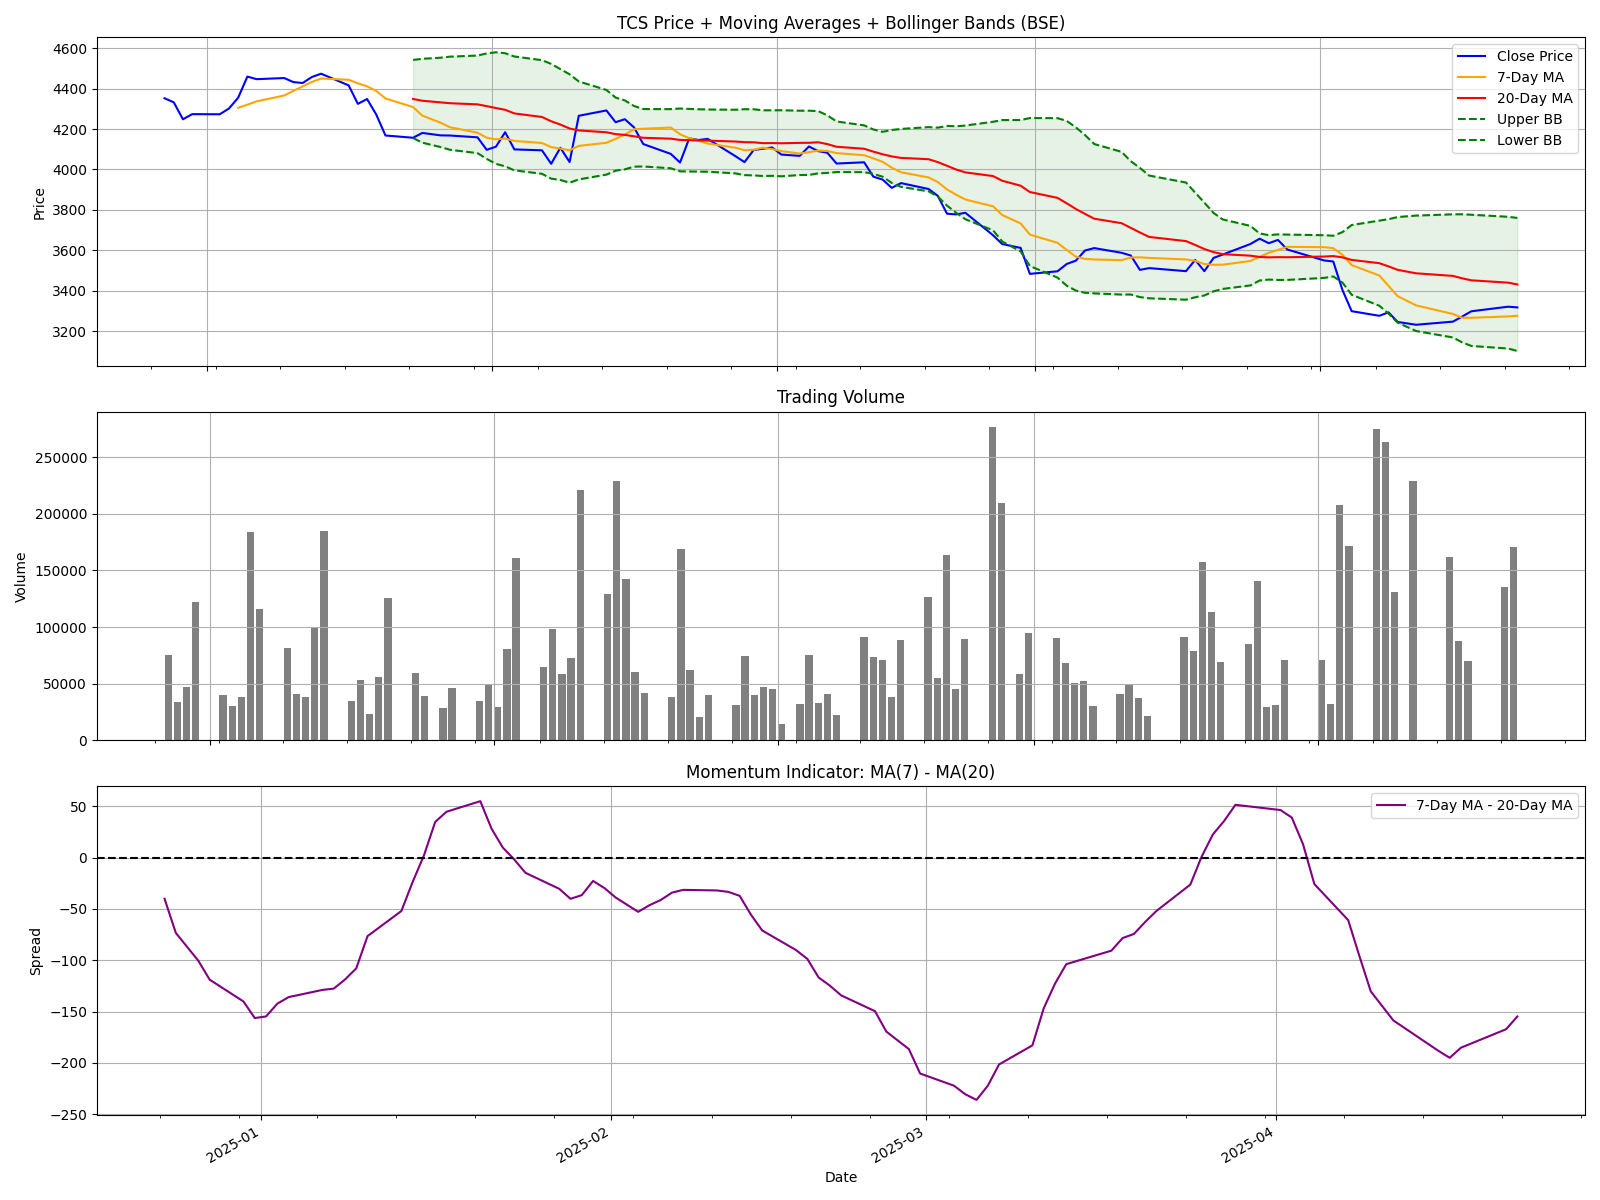 TCS Price + Moving Averages + Bollinger Bands (BSE)
4600
4400
4200
4000
3800
3600
3400
3200
Price
Close Price
7-Day MA
20-Day MA
Upper BB
Lower BB
Trading Volume
250000
200000
150000
100000
50000
0
Volume
Momentum Indicator: MA(7) - MA(20)
50
0
−50
−100
−150
−200
−250
Spread
7-Day MA - 20-Day MA
2025-01
2025-02
2025-03
2025-04
Date